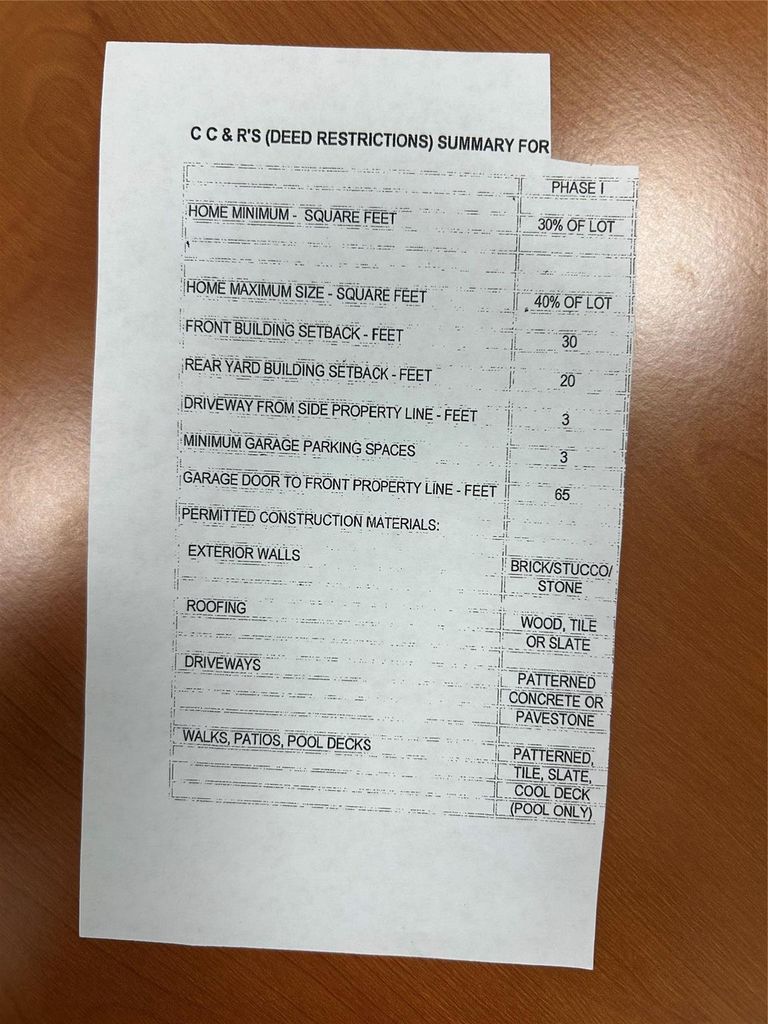 C C & R'S (DEED RESTRICTIONS) SUMMARY FOR
PHASE I
HOME MINIMUM - SQUARE FEET 30% OF LOT
HOME MAXIMUM SIZE - SQUARE FEET 40% OF LOT
FRONT BUILDING SETBACK - FEET 30
REAR YARD BUILDING SETBACK - FEET 20
DRIVEWAY FROM SIDE PROPERTY LINE - FEET 3
MINIMUM GARAGE PARKING SPACES 3
GARAGE DOOR TO FRONT PROPERTY LINE - FEET 65
PERMITTED CONSTRUCTION MATERIALS:
EXTERIOR WALLS BRICK/STUCCO/
STONE
ROOFING WOOD, TILE
OR SLATE
DRIVEWAYS PATTERNED
CONCRETE OR
PAVESTONE
WALKS, PATIOS, POOL DECKS PATTERNED,
TILE, SLATE,
COOL DECK
(POOL ONLY)